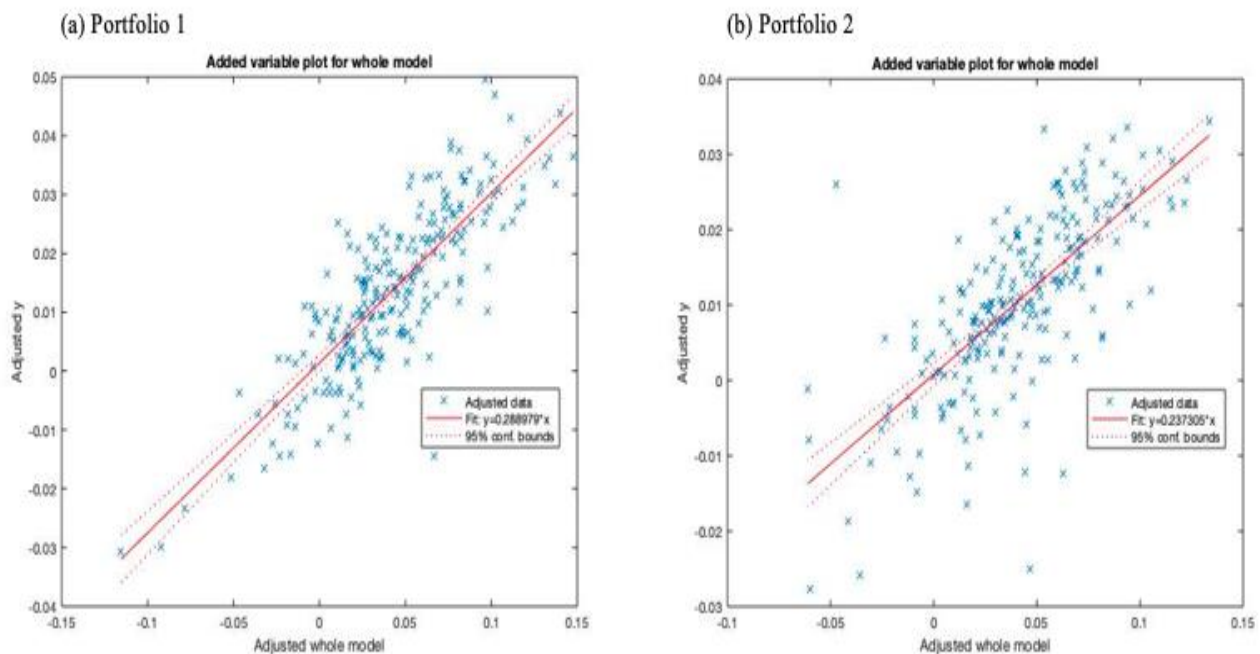 (a) Portfolio 1
Added variable plot for whole model
0.05
0.04
0.03
0.02
0.01
0
-0.01
-0.02
-0.03
-0.04
Adjusted y
-0.15
-0.1
-0.05
0
0.05
0.1
0.15
Adjusted whole model
Adjusted data
Fit: y=0.288979*x
95% conf. bounds
(b) Portfolio 2
Added variable plot for whole model
0.04
0.03
0.02
0.01
0
-0.01
-0.02
-0.03
Adjusted y
-0.1
-0.05
0
0.05
0.1
0.15
Adjusted whole model
Adjusted data
Fit: y=0.237305*x
95% conf. bounds